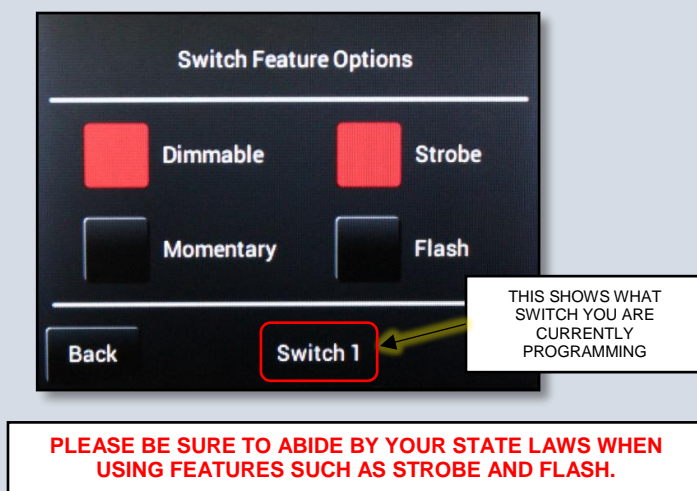 Switch Feature Options
Dimmable
Strobe
Momentary
Flash
THIS SHOWS WHAT
SWITCH YOU ARE
CURRENTLY
PROGRAMMING
Back
Switch 1
PLEASE BE SURE TO ABIDE BY YOUR STATE LAWS WHEN
USING FEATURES SUCH AS STROBE AND FLASH.